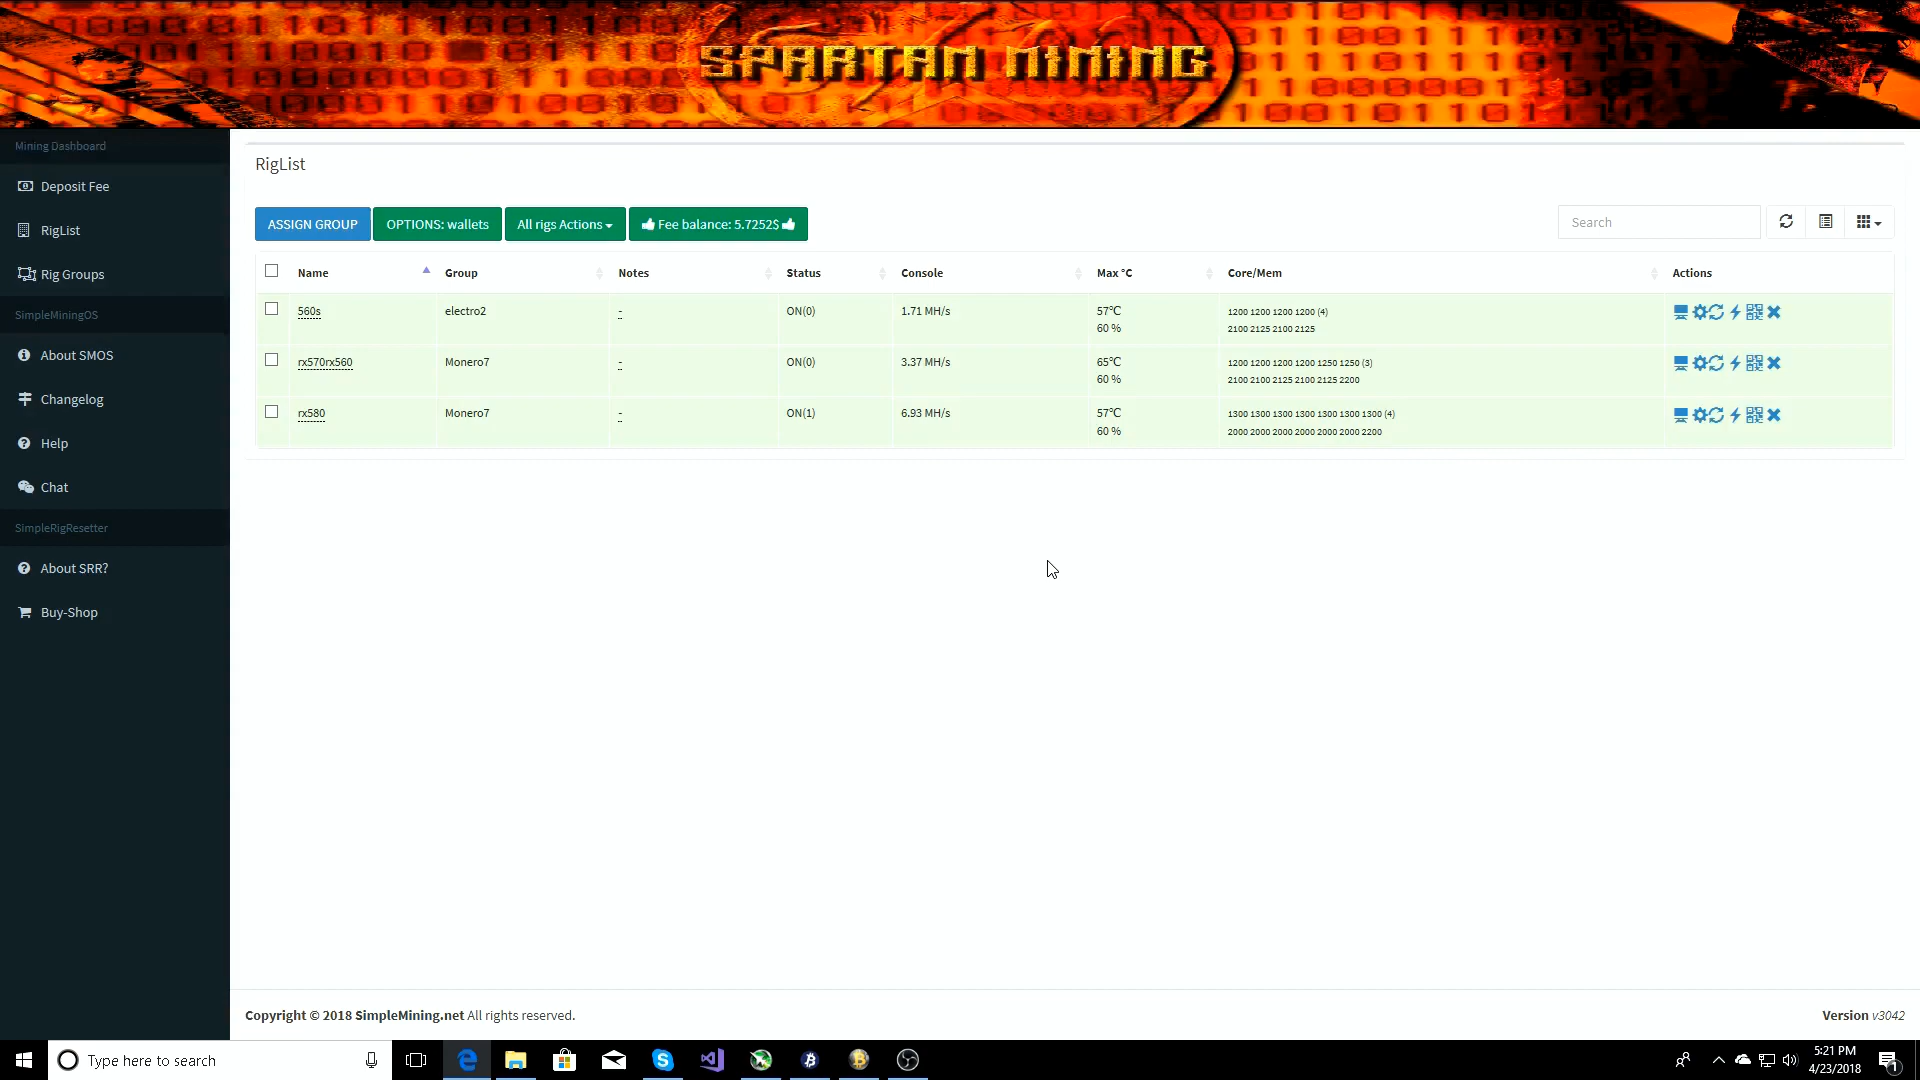 SPARTAN MINING
Mining Dashboard
Deposit Fee
RigList
Rig Groups
SimpleMiningOS
About SMOS
Changelog
Help
Chat
SimpleRigResetter
About SRR?
Buy-Shop
RigList
ASSIGN GROUP OPTIONS: wallets All rigs Actions Fee balance: 5.7252$ Search
Name Group Notes Status Console Max °C Core/Mem Actions
560s electro2 - ON(0) 1.71 MH/s 57°C 1200 1200 1200 1200 (4)
60 % 2100 2125 2100 2125
rx570rx560 Monero7 - ON(0) 3.37 MH/s 65°C 1200 1200 1200 1200 1250 1250 (3)
60 % 2100 2100 2125 2100 2125 2200
rx580 Monero7 - ON(1) 6.93 MH/s 57°C 1300 1300 1300 1300 1300 1300 1300 (4)
60 % 2000 2000 2000 2000 2000 2000 2200
Copyright © 2018 SimpleMining.net All rights reserved. Version v3042
Type here to search
5:21 PM
4/23/2018
1